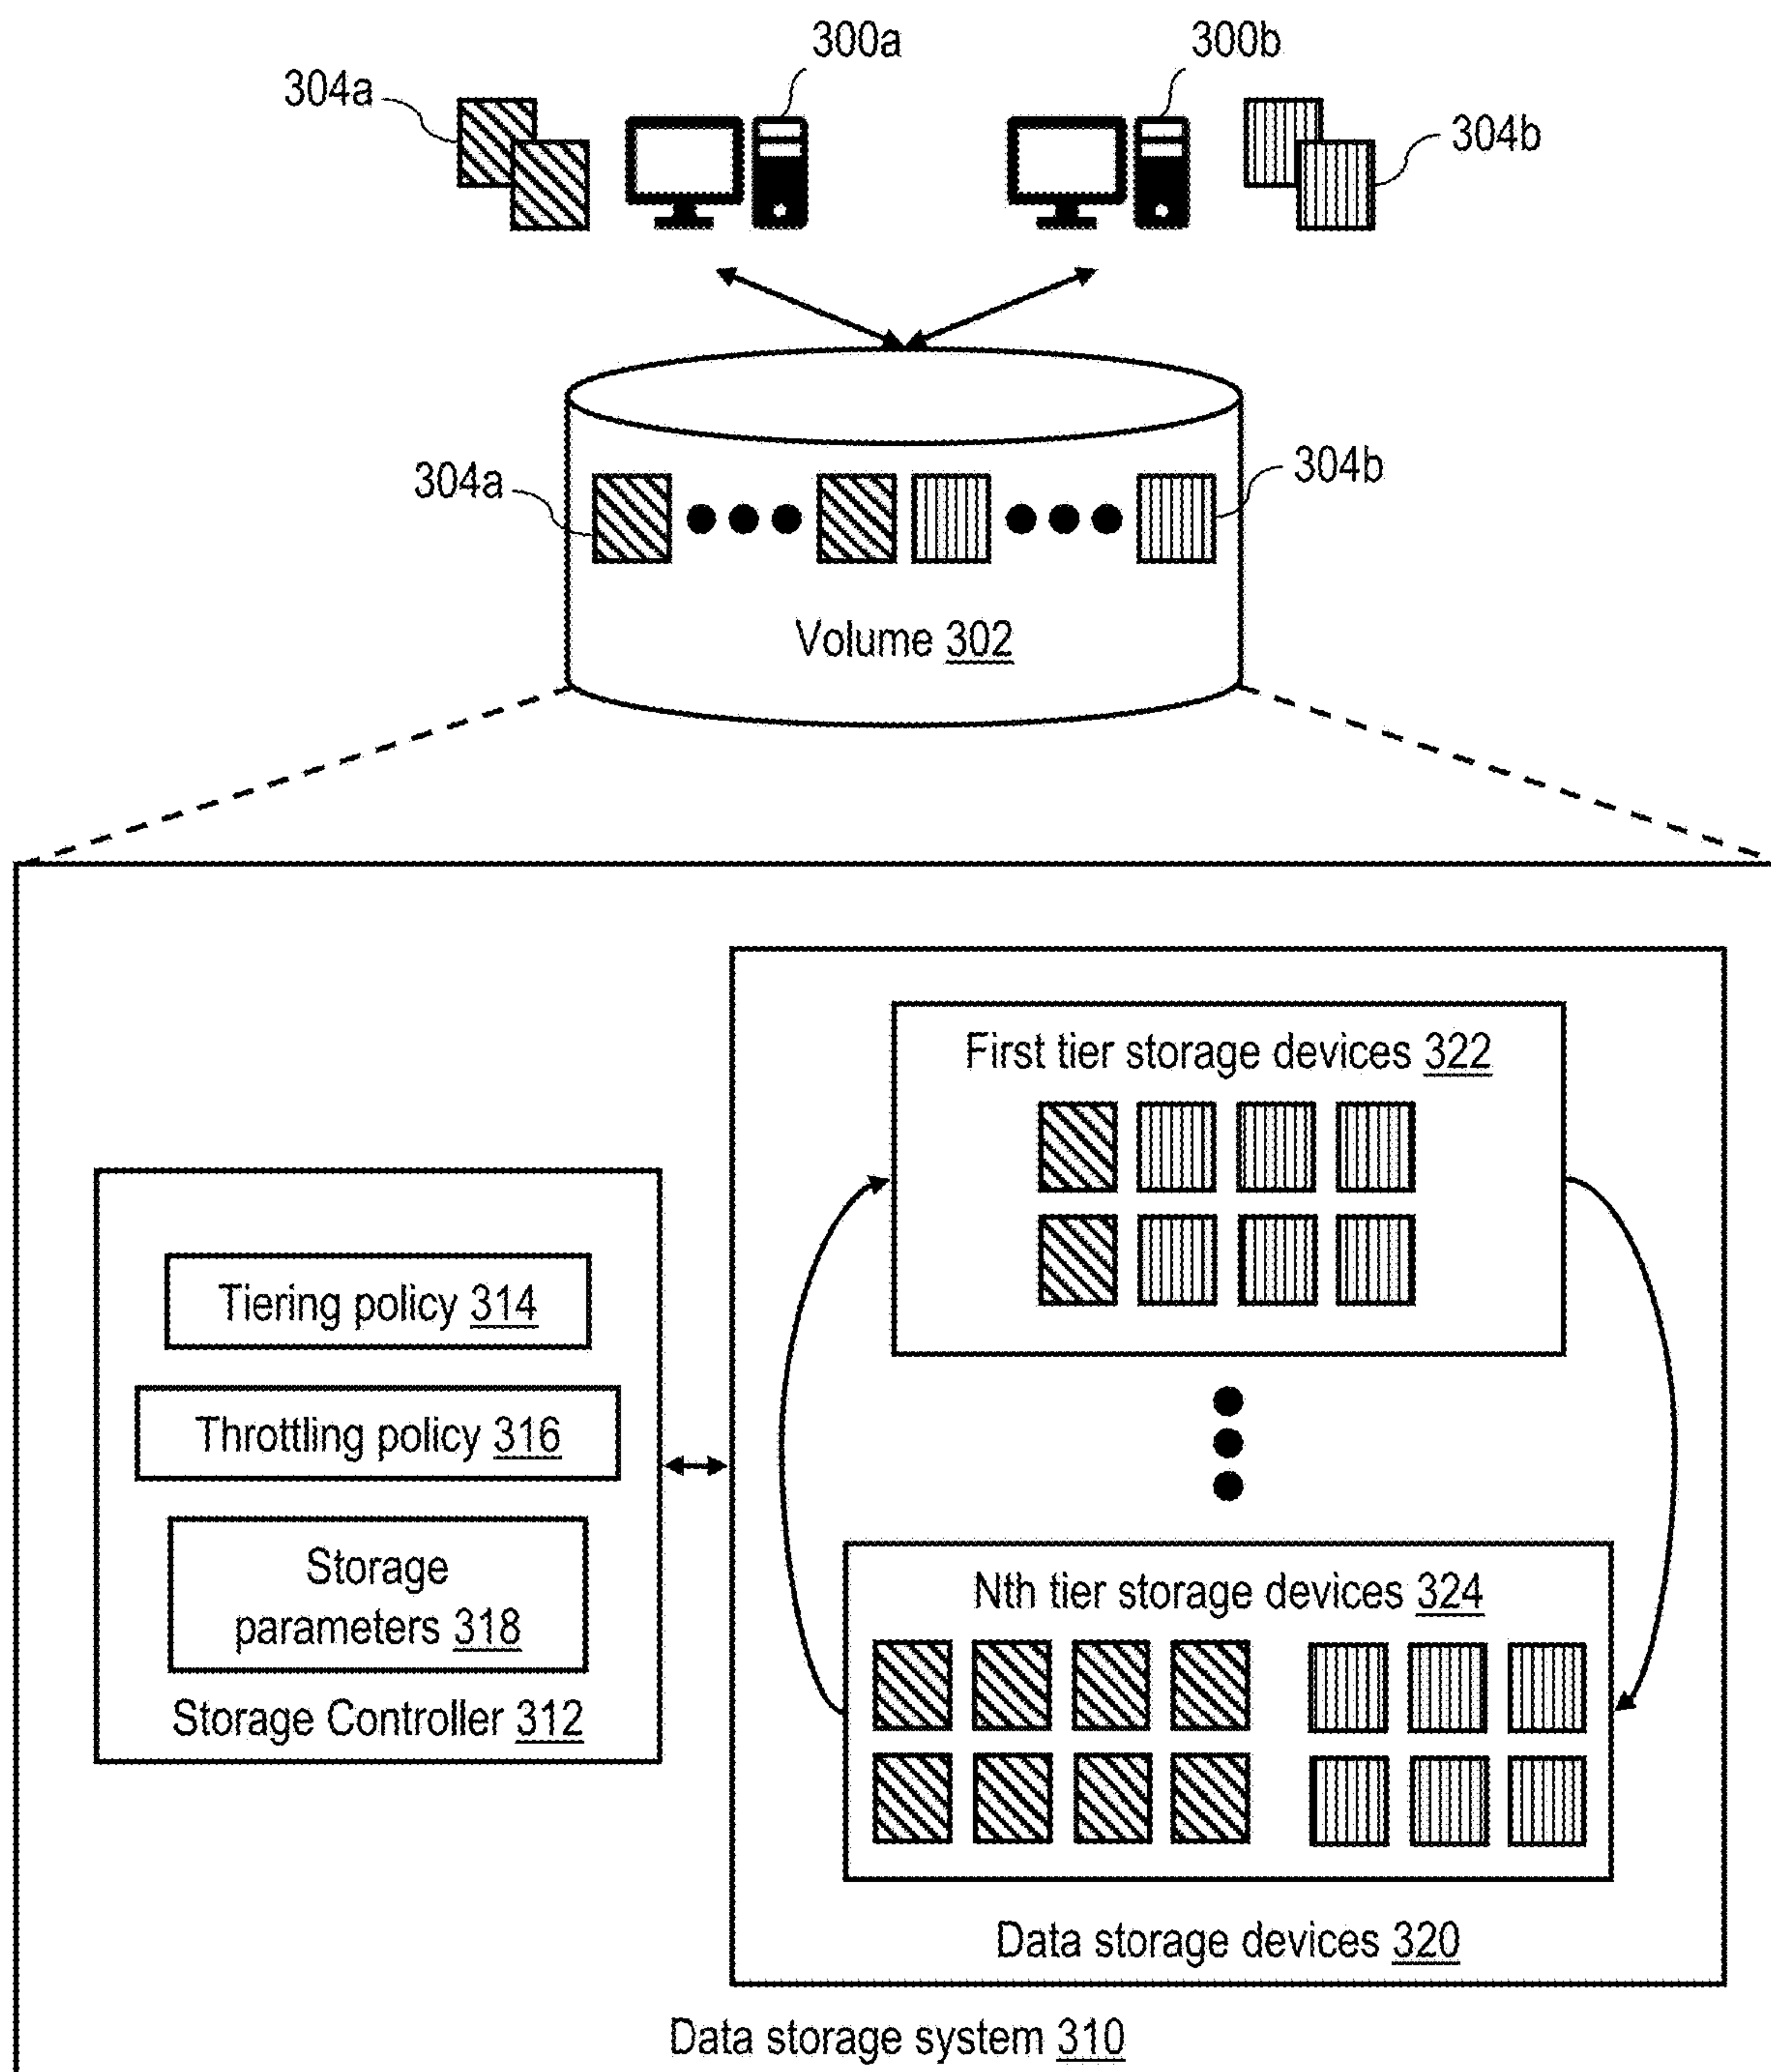 300a
300b
304a
304b
304a
304b
Volume 302
First tier storage devices 322
Tiering policy 314
Throttling policy 316
Storage
parameters 318
Storage Controller 312
Nth tier storage devices 324
Data storage devices 320
Data storage system 310